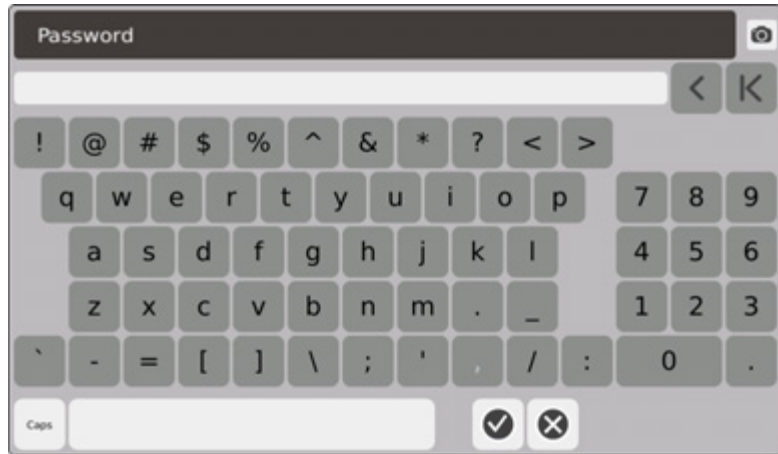 Password
! @ # $ % ^ & * ? < >
q w e r t y u i o p 7 8 9
a s d f g h j k l 4 5 6
z x c v b n m . _ 1 2 3
` - = [ ] \ ; ' , / : 0 .
Caps